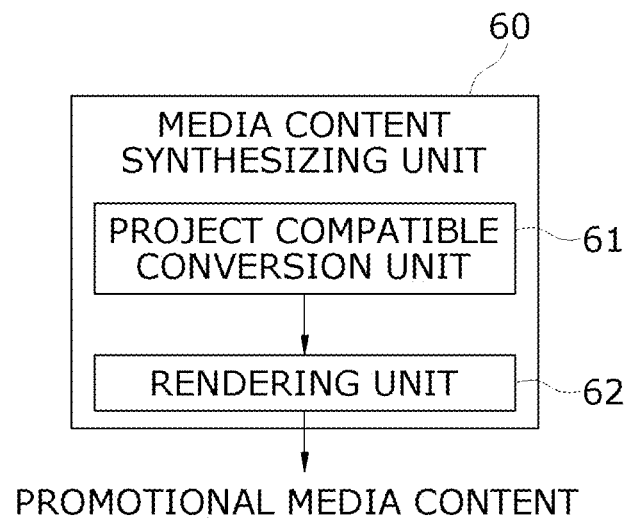 60
MEDIA CONTENT
SYNTHESIZING UNIT
PROJECT COMPATIBLE
CONVERSION UNIT
61
RENDERING UNIT
62
PROMOTIONAL MEDIA CONTENT